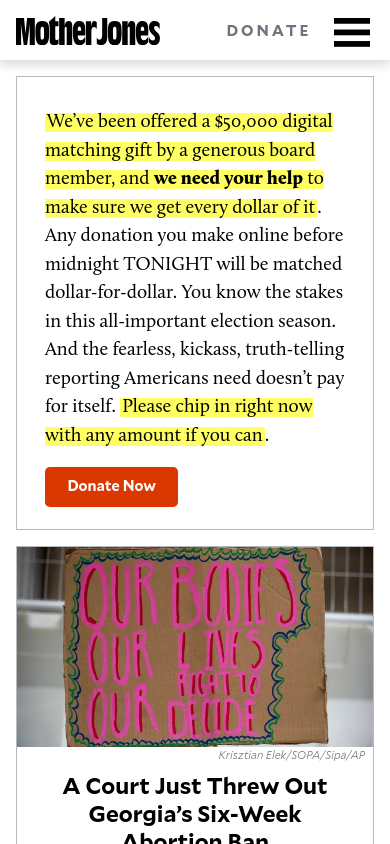 Mother Jones
DONATE
We've been offered a $50,000 digital
matching gift by a generous board
member, and we need your help to
make sure we get every dollar of it.
Any donation you make online before
midnight TONIGHT will be matched
dollar-for-dollar. You know the stakes
in this all-important election season.
And the fearless, kickass, truth-telling
reporting Americans need doesn't pay
for itself. Please chip in right now
with any amount if you can.
Donate Now
OUR BODIES
OUR LIVES
RIGHT TO
OUR DECIDE
Krisztian Elek/SOPA/Sipa/AP
A Court Just Threw Out
Georgia's Six-Week
Abortion Ban